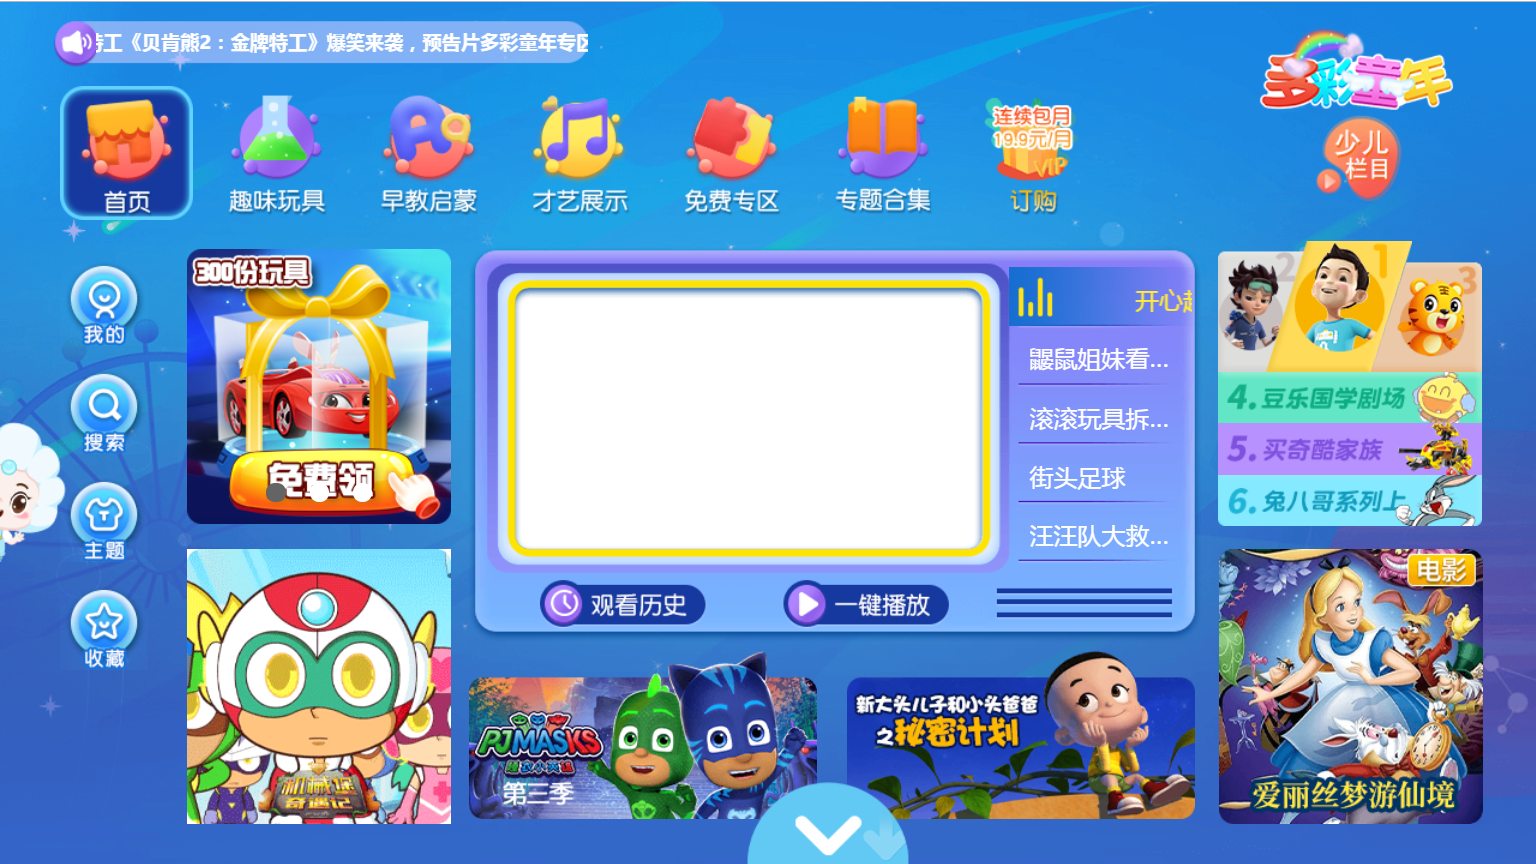 特工《贝肯熊2：金牌特工》爆笑来袭，预告片多彩童年专区
多彩童年
少儿
栏目
首页
趣味玩具
早教启蒙
才艺展示
免费专区
专题合集
连续包月
19.9元/月
VIP
订购
我的
搜索
主题
收藏
300份玩具
免费领
机械堡
奇遇记
开心超
鼹鼠姐妹看...
滚滚玩具拆...
街头足球
汪汪队大救...
观看历史
一键播放
PJMASKS
睡衣小英雄
第三季
新大头儿子和小头爸爸
之秘密计划
2
1
3
4.豆乐国学剧场
5.买奇酷家族
6.兔八哥系列上
电影
爱丽丝梦游仙境